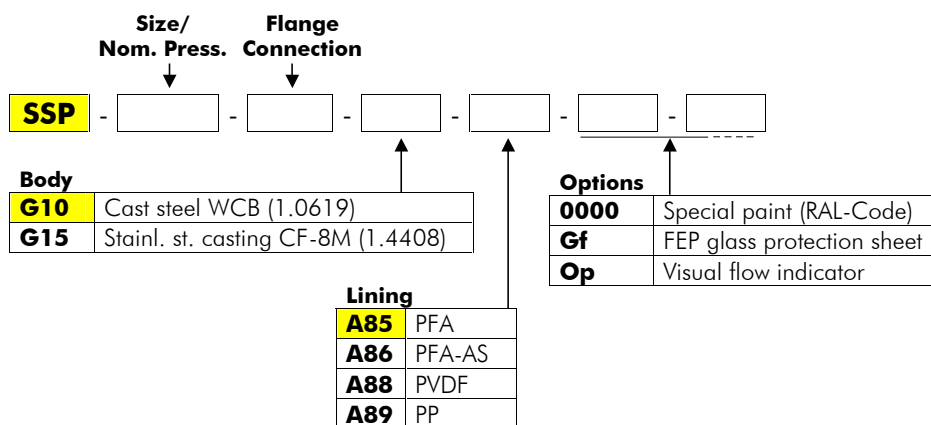 Size/ Flange
Nom. Press. Connection
SSP - - - - - -
Body
G10 Cast steel WCB (1.0619)
G15 Stainl. st. casting CF-8M (1.4408)
Options
0000 Special paint (RAL-Code)
Gf FEP glass protection sheet
Op Visual flow indicator
Lining
A85 PFA
A86 PFA-AS
A88 PVDF
A89 PP